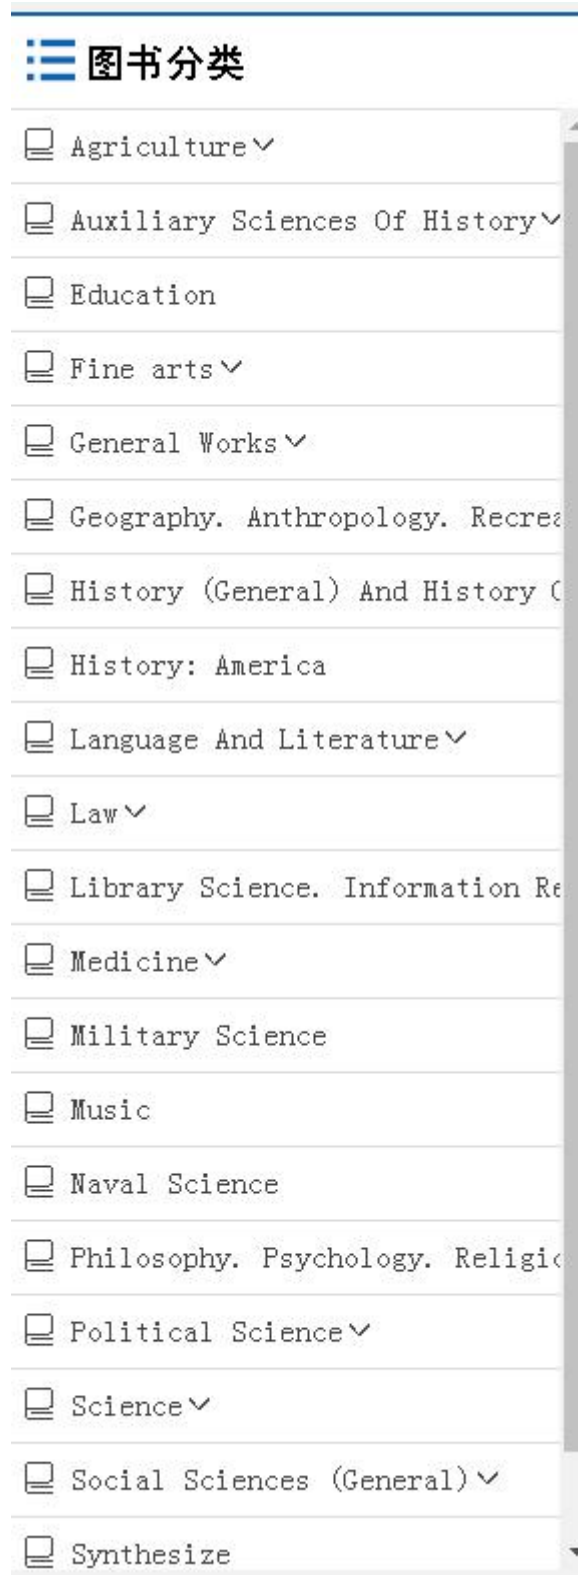 图书分类
Agriculture
Auxiliary Sciences Of History
Education
Fine arts
General Works
Geography. Anthropology.
History (General) And History
History: America
Language And Literature
Law
Library Science. Information
Medicine
Military Science
Music
Naval Science
Philosophy. Psychology.
Political Science
Science
Social Sciences (General)
Synthesize